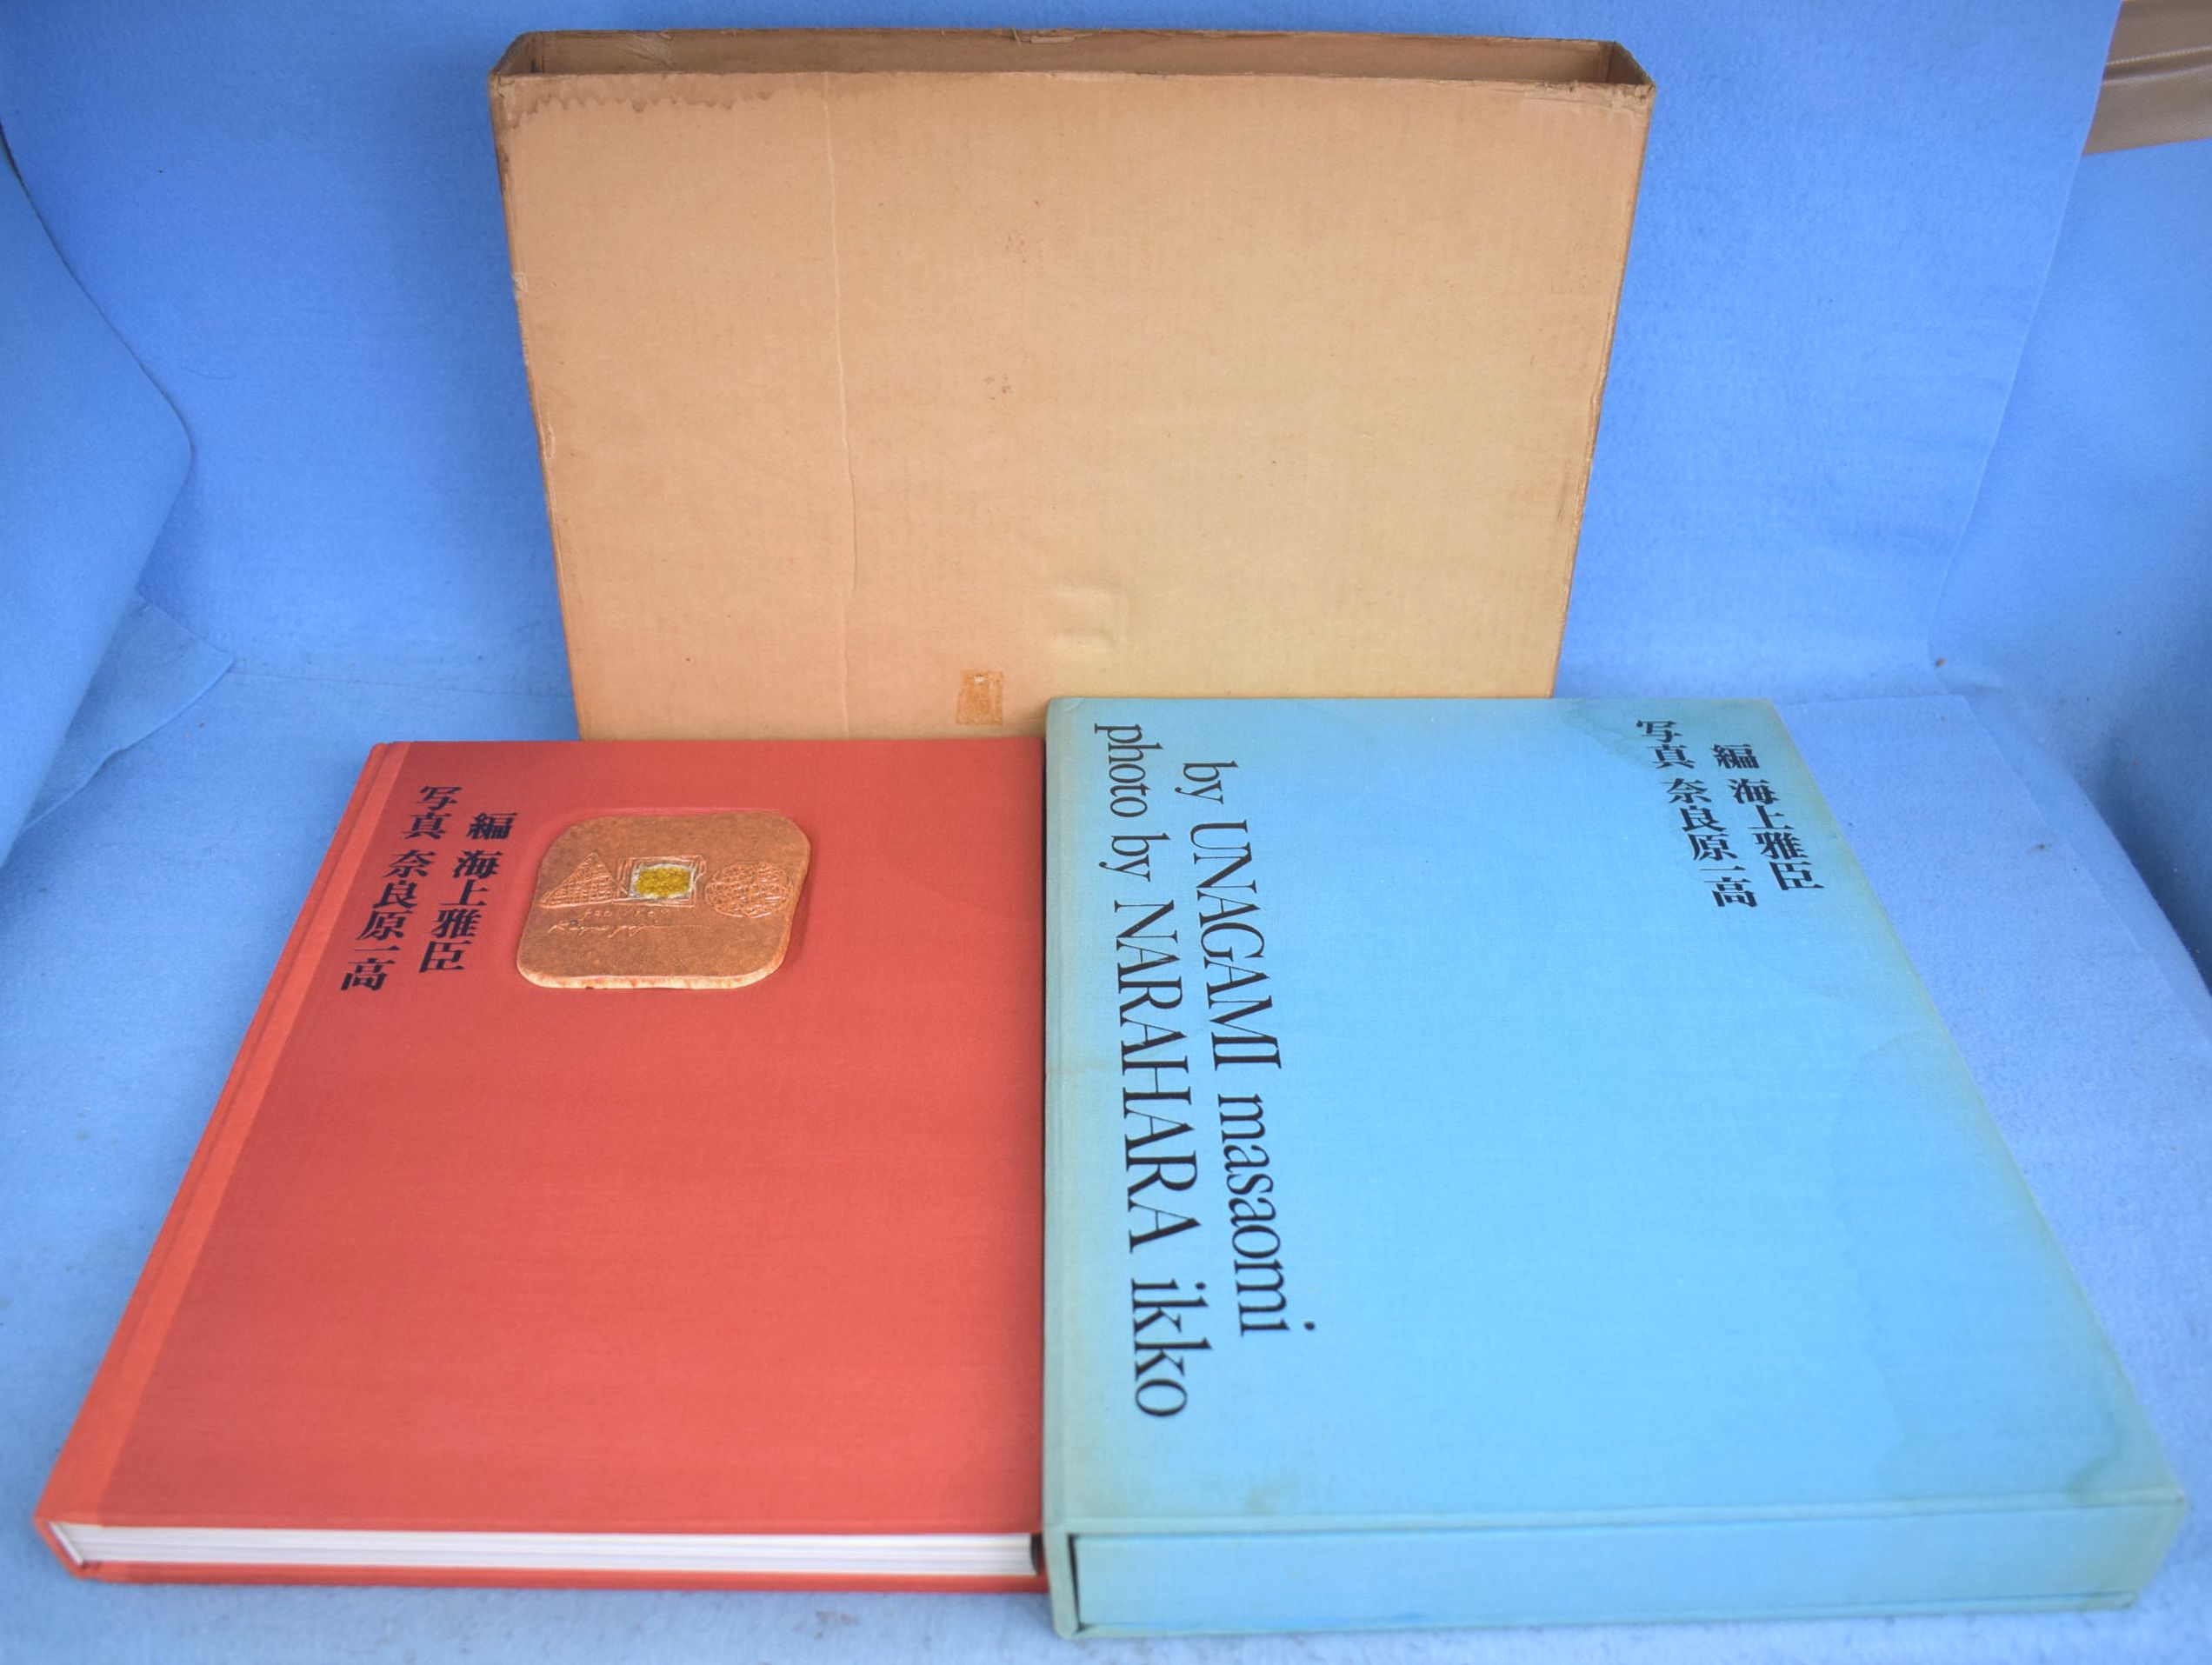 編 海上雅臣
写真 奈良原一高
by UNAGAMI masaomi
photo by NARAHARA ikko
編 海上雅臣
写真 奈良原一高